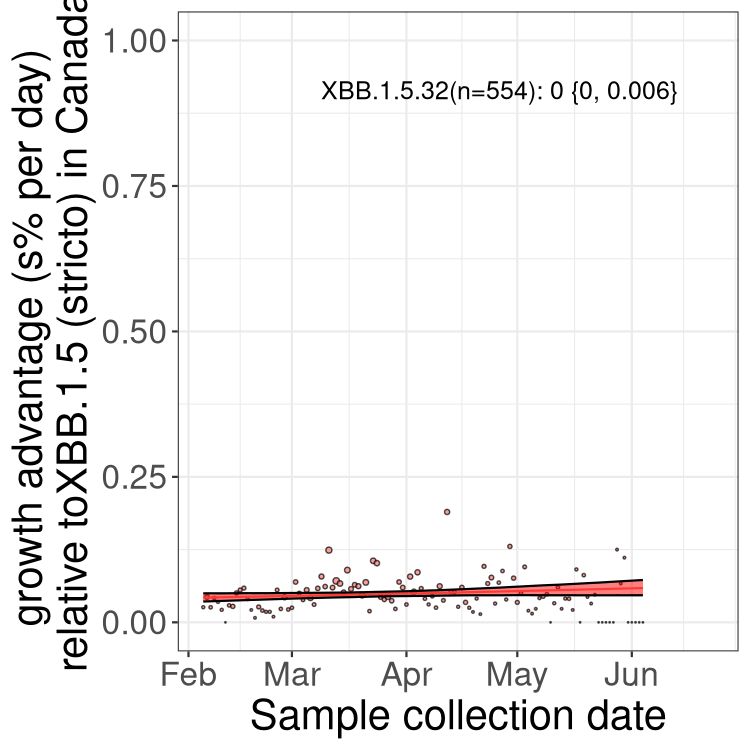 growth advantage (s% per day)
relative toXBB.1.5 (stricto) in Canada
1.00
0.75
0.50
0.25
0.00
XBB.1.5.32(n=554): 0 {0, 0.006}
Feb Mar Apr May Jun
Sample collection date